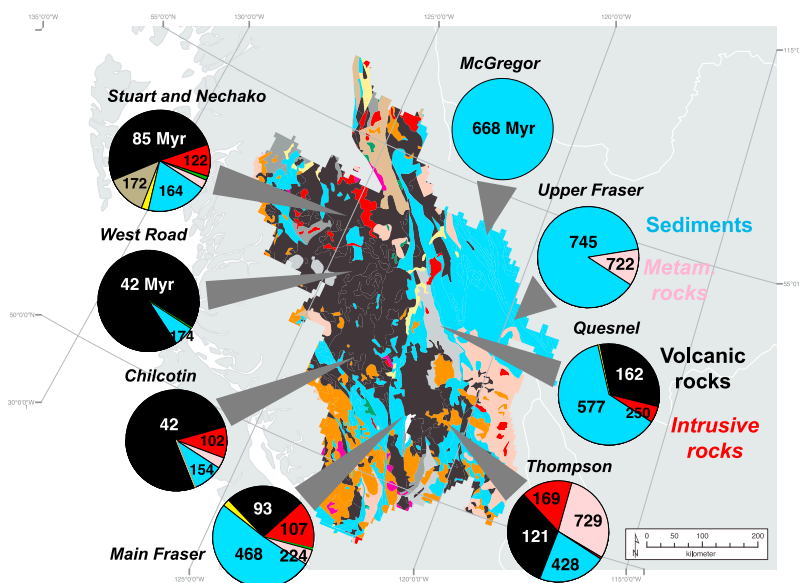 135°0'0"W
65°0'0"W
130°0'0"W
125°0'0"W
120°0'0"W
115°
McGregor
668 Myr
Stuart and Nechako
85 Myr
122
172
164
Upper Fraser
745
722
Sediments
Metam
rocks
West Road
42 Myr
174
55°0'0"W
50°0'0"W
Quesnel
162
577
250
Volcanic
rocks
Intrusive
rocks
Chilcotin
42
102
154
30°0'0"W
Thompson
169
729
121
428
93
107
468
224
Main Fraser
0 50 100 200
kilometer
N
125°0'0"W
120°0'0"W
115°0'0"W